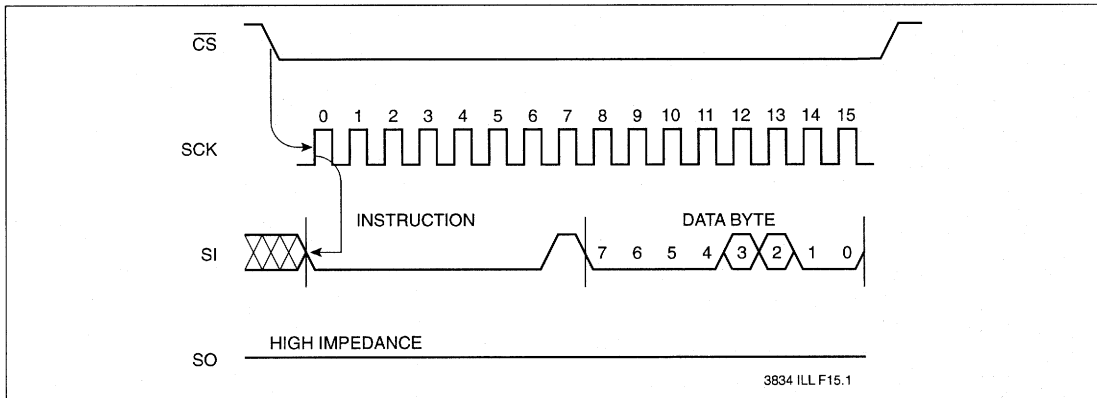 CS
0 1 2 3 4 5 6 7 8 9 10 11 12 13 14 15
SCK
INSTRUCTION DATA BYTE
SI 7 6 5 4 3 2 1 0
HIGH IMPEDANCE
SO
3834 ILL F15.1